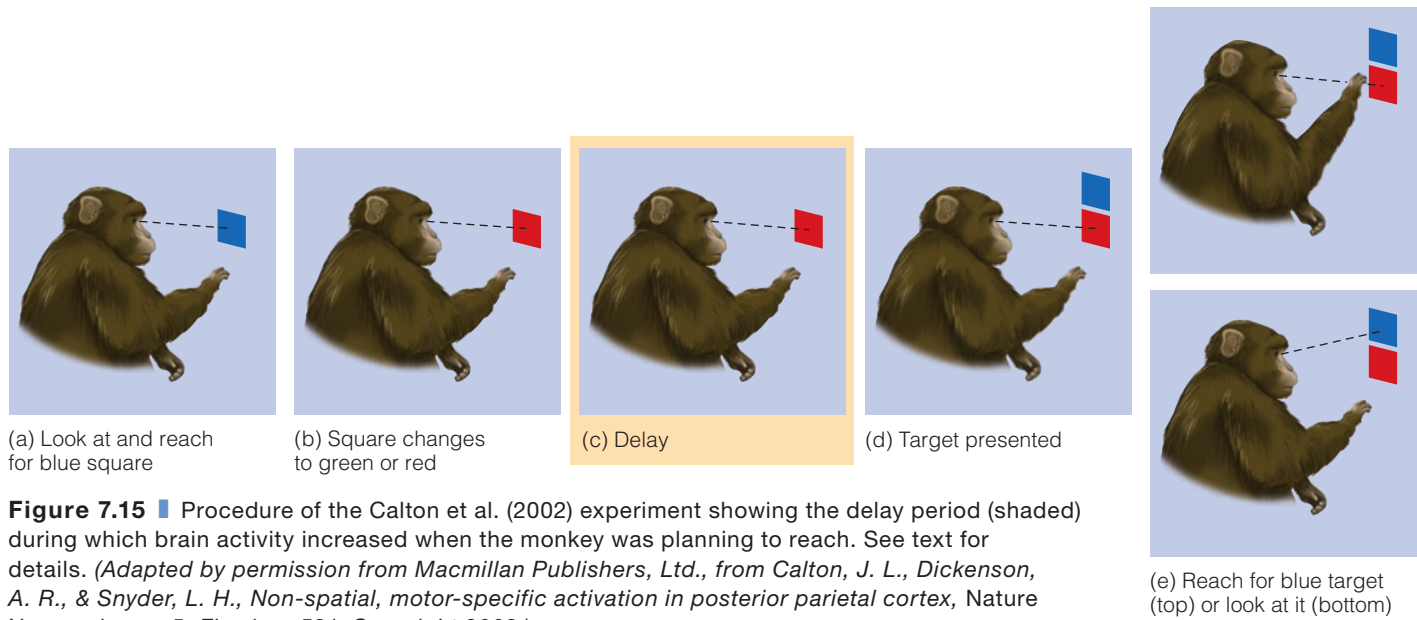 (a) Look at and reach
for blue square
(b) Square changes
to green or red
(c) Delay
(d) Target presented
(e) Reach for blue target
(top) or look at it (bottom)
Figure 7.15 ❚ Procedure of the Calton et al. (2002) experiment showing the delay period (shaded)
during which brain activity increased when the monkey was planning to reach. See text for
details. (Adapted by permission from Macmillan Publishers, Ltd., from Calton, J. L., Dickenson,
A. R., & Snyder, L. H., Non-spatial, motor-specific activation in posterior parietal cortex, Nature